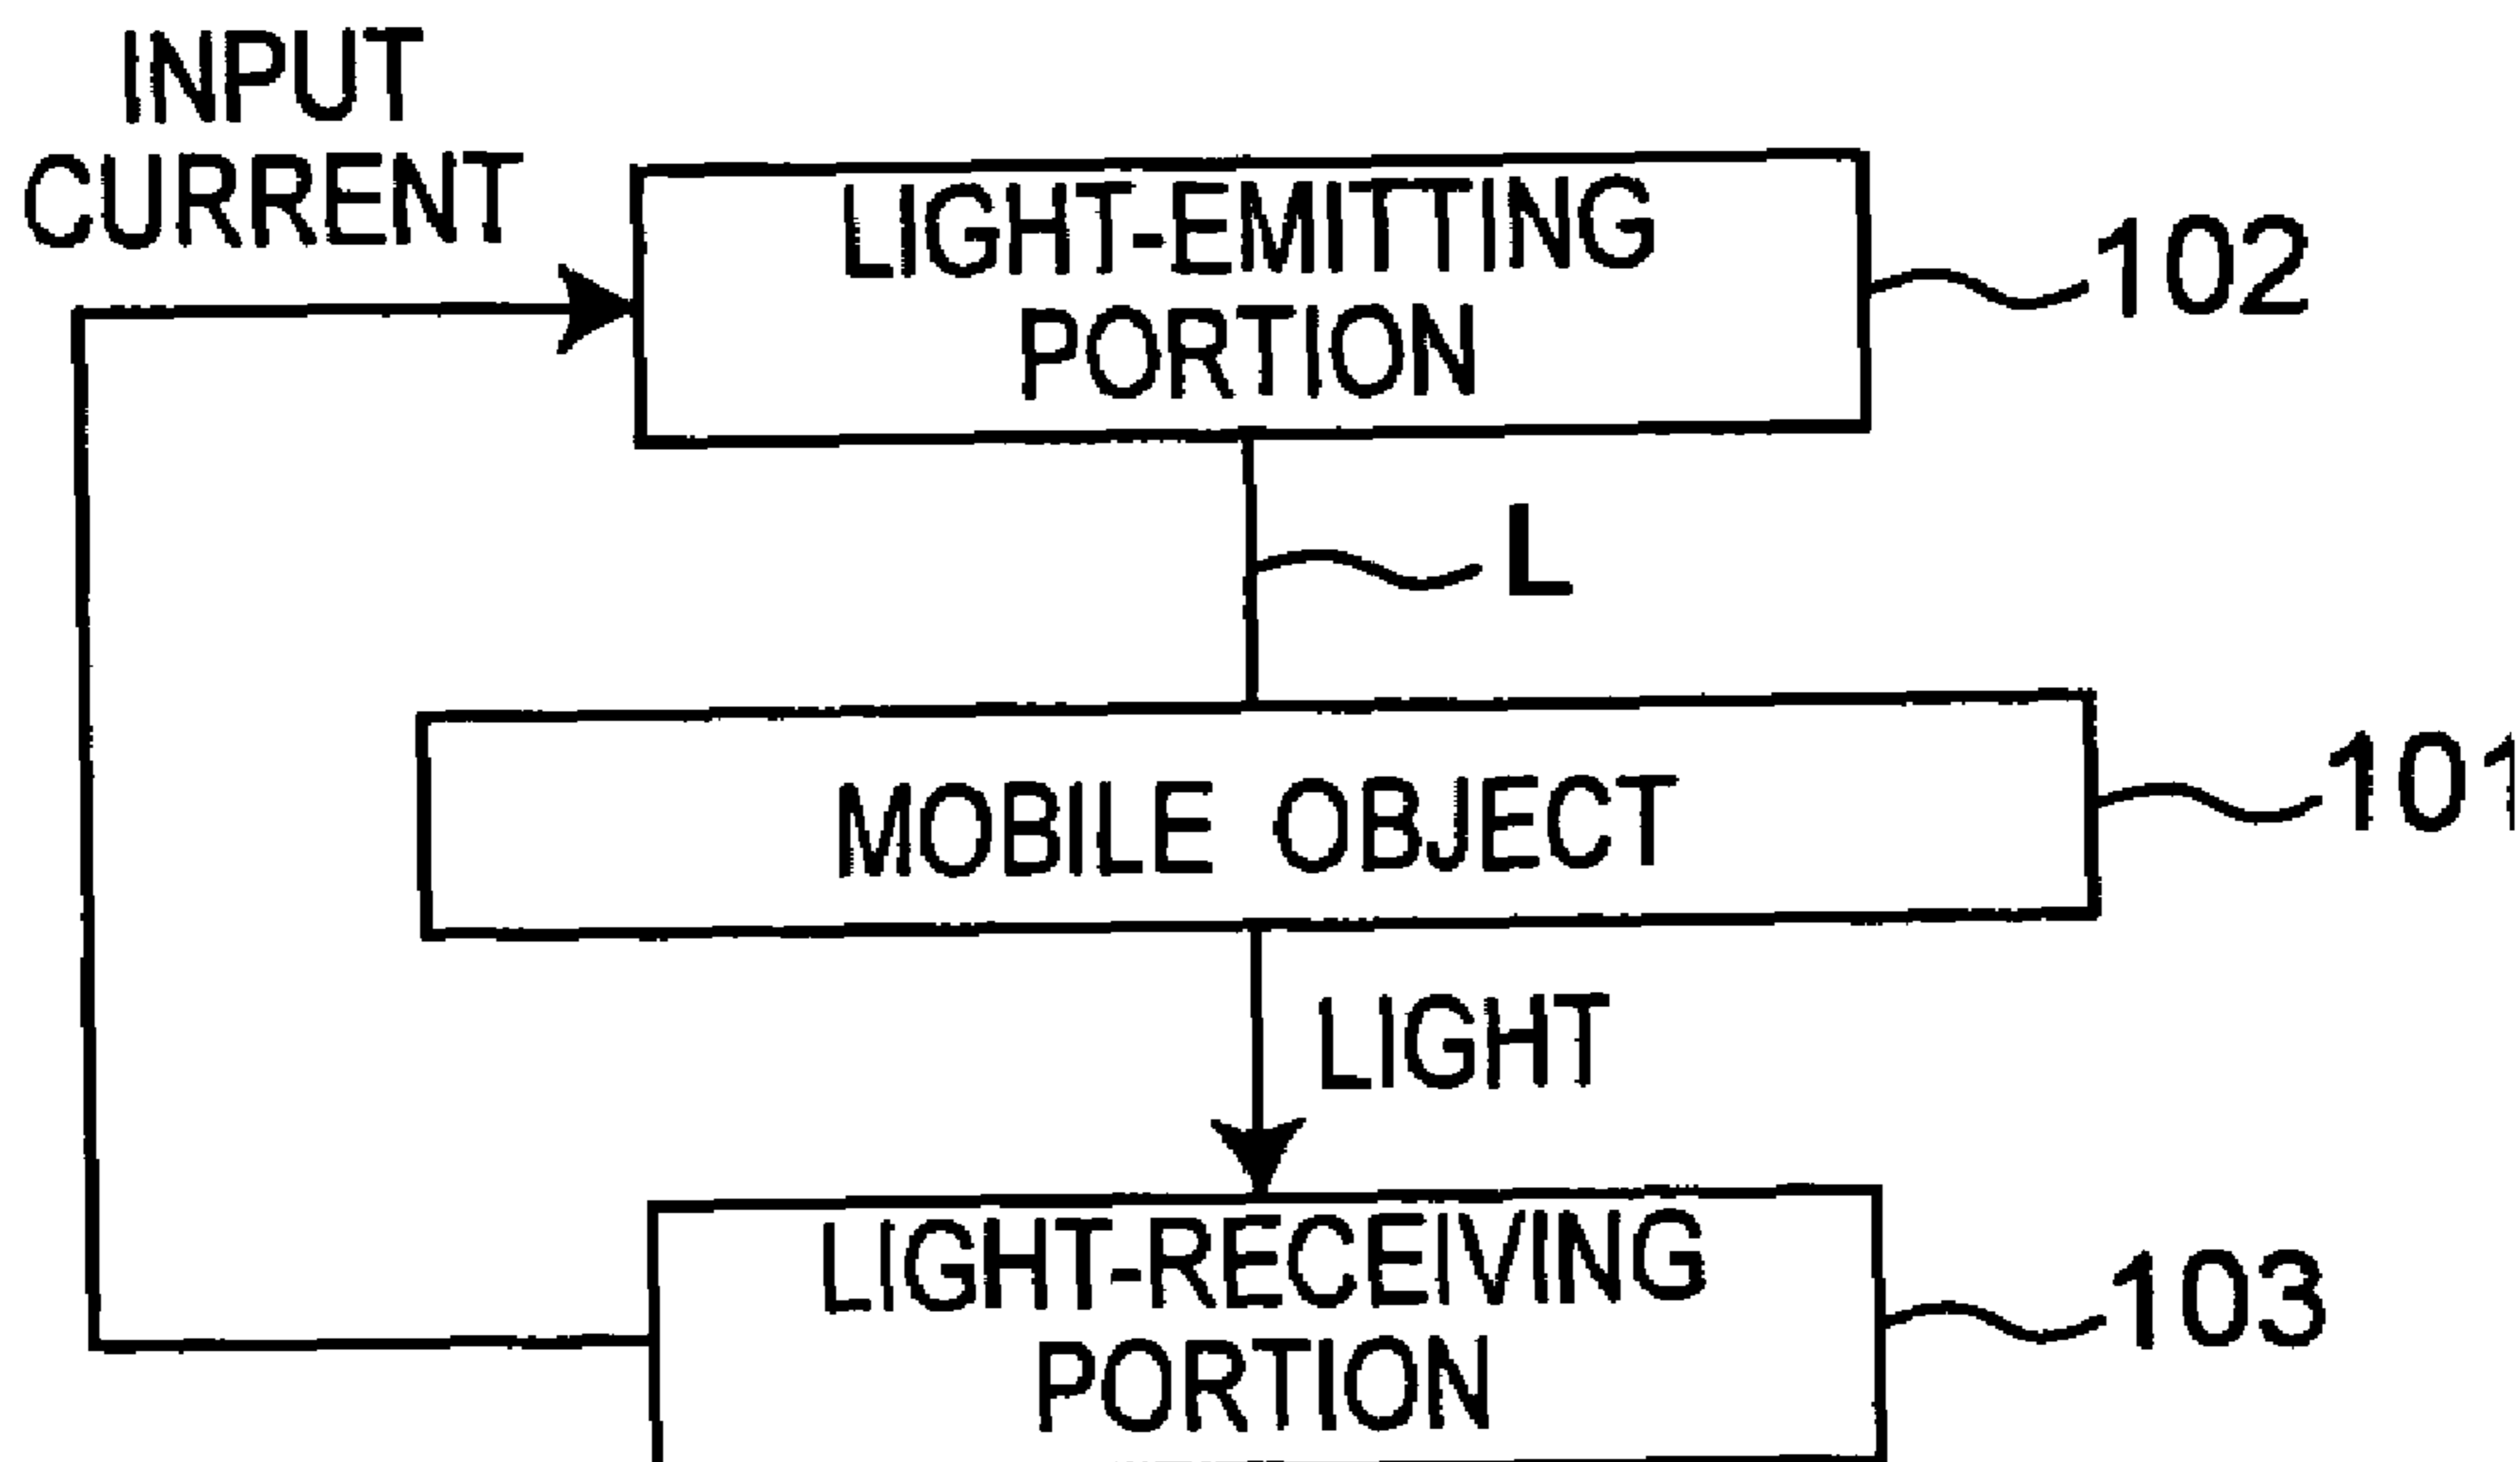 INPUT
CURRENT
LIGHT-EMITTING
PORTION
102
L
MOBILE OBJECT
101
LIGHT
LIGHT-RECEIVING
PORTION
103